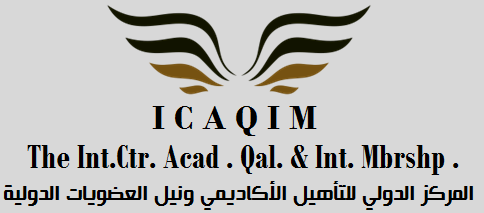 I C A Q I M
The Int.Ctr. Acad . Qal. & Int. Mbrshp .
المركز الدولي للتأهيل الأكاديمي ونيل العضويات الدولية